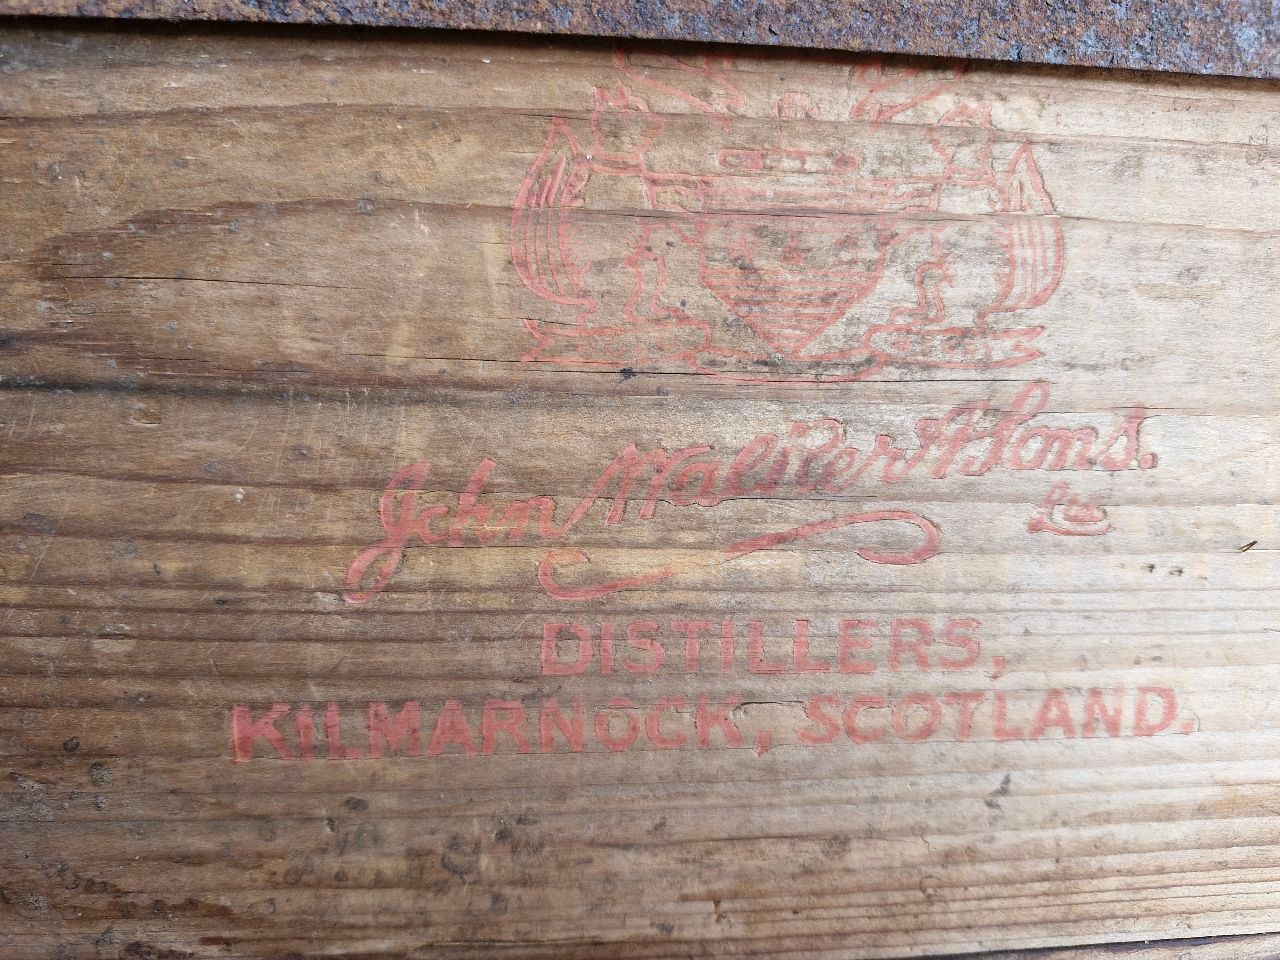 John Walker & Sons.
Ltd.
DISTILLERS,
KILMARNOCK, SCOTLAND.